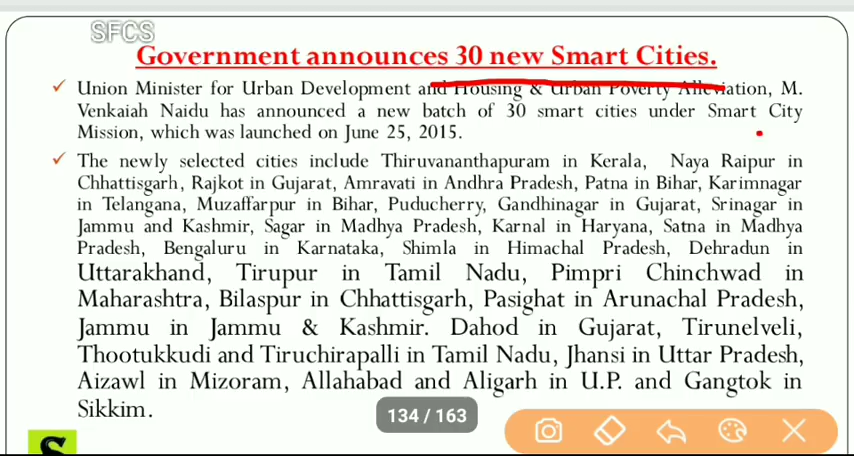 SFCS
Government announces 30 new Smart Cities.
✓ Union Minister for Urban Development and Housing & Urban Poverty Alleviation, M.
Venkaiah Naidu has announced a new batch of 30 smart cities under Smart City
Mission, which was launched on June 25, 2015.
✓ The newly selected cities include Thiruvananthapuram in Kerala, Naya Raipur in
Chhattisgarh, Rajkot in Gujarat, Amravati in Andhra Pradesh, Patna in Bihar, Karimnagar
in Telangana, Muzaffarpur in Bihar, Puducherry, Gandhinagar in Gujarat, Srinagar in
Jammu and Kashmir, Sagar in Madhya Pradesh, Karnal in Haryana, Satna in Madhya
Pradesh, Bengaluru in Karnataka, Shimla in Himachal Pradesh, Dehradun in
Uttarakhand, Tirupur in Tamil Nadu, Pimpri Chinchwad in
Maharashtra, Bilaspur in Chhattisgarh, Pasighat in Arunachal Pradesh,
Jammu in Jammu & Kashmir. Dahod in Gujarat, Tirunelveli,
Thootukkudi and Tiruchirapalli in Tamil Nadu, Jhansi in Uttar Pradesh,
Aizawl in Mizoram, Allahabad and Aligarh in U.P. and Gangtok in
Sikkim.
134 / 163
S